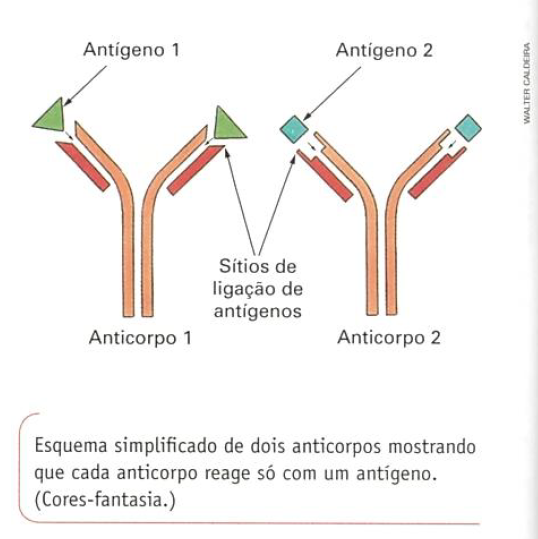 Antígeno 1
Antígeno 2
WALTER CALDEIRA
Sítios de
ligação de
antígenos
Anticorpo 1
Anticorpo 2
Esquema simplificado de dois anticorpos mostrando
que cada anticorpo reage só com um antígeno.
(Cores-fantasia.)